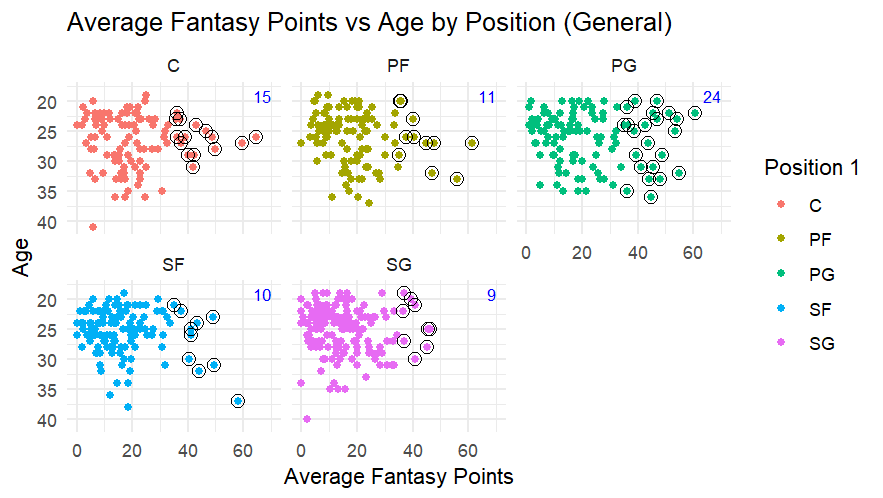 Average Fantasy Points vs Age by Position (General)
C PF PG
15 11 24
20
25
30
35
40
0 20 40 60
SF SG
10 9
20
25
30
35
40
0 20 40 60 0 20 40 60
Age
Average Fantasy Points
Position 1
C
PF
PG
SF
SG